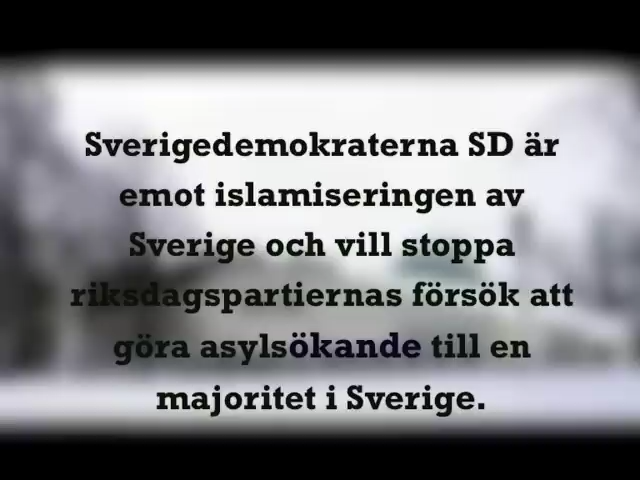 Sverigedemokraterna SD är
emot islamiseringen av
Sverige och vill stoppa
riksdagspartiernas försök att
göra asylsökande till en
majoritet i Sverige.